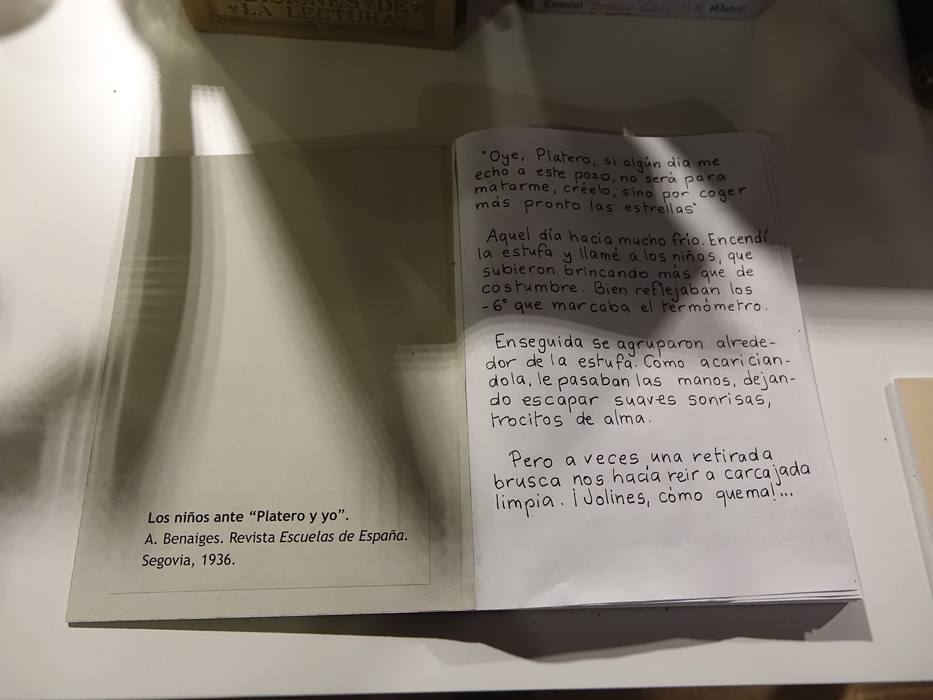 CIONES DE
LA LECTURA
Editorial
S.A. Madrid
Los niños ante “Platero y yo”.
A. Benaiges. Revista Escuelas de España.
Segovia, 1936.
"Oye, Platero, si algún día me
echo a este pozo, no será para
matarme, créelo, sino por coger
más pronto las estrellas"
Aquel día hacía mucho frío. Encendí
la estufa y llamé a los niños, que
subieron brincando más que de
costumbre. Bien reflejaban los
-6° que marcaba el termómetro.
Enseguida se agruparon alrede-
dor de la estufa. Como acarician-
dola, le pasaban las manos, dejan-
do escapar suaves sonrisas,
trocitos de alma.
Pero a veces una retirada
brusca nos hacía reir a carcajada
limpia. ¡Jolines, cómo quema!...